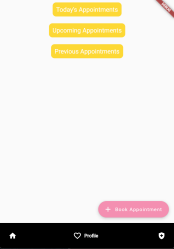 Today's Appointments
Upcoming Appointments
Previous Appointments
Book Appointment
Profile